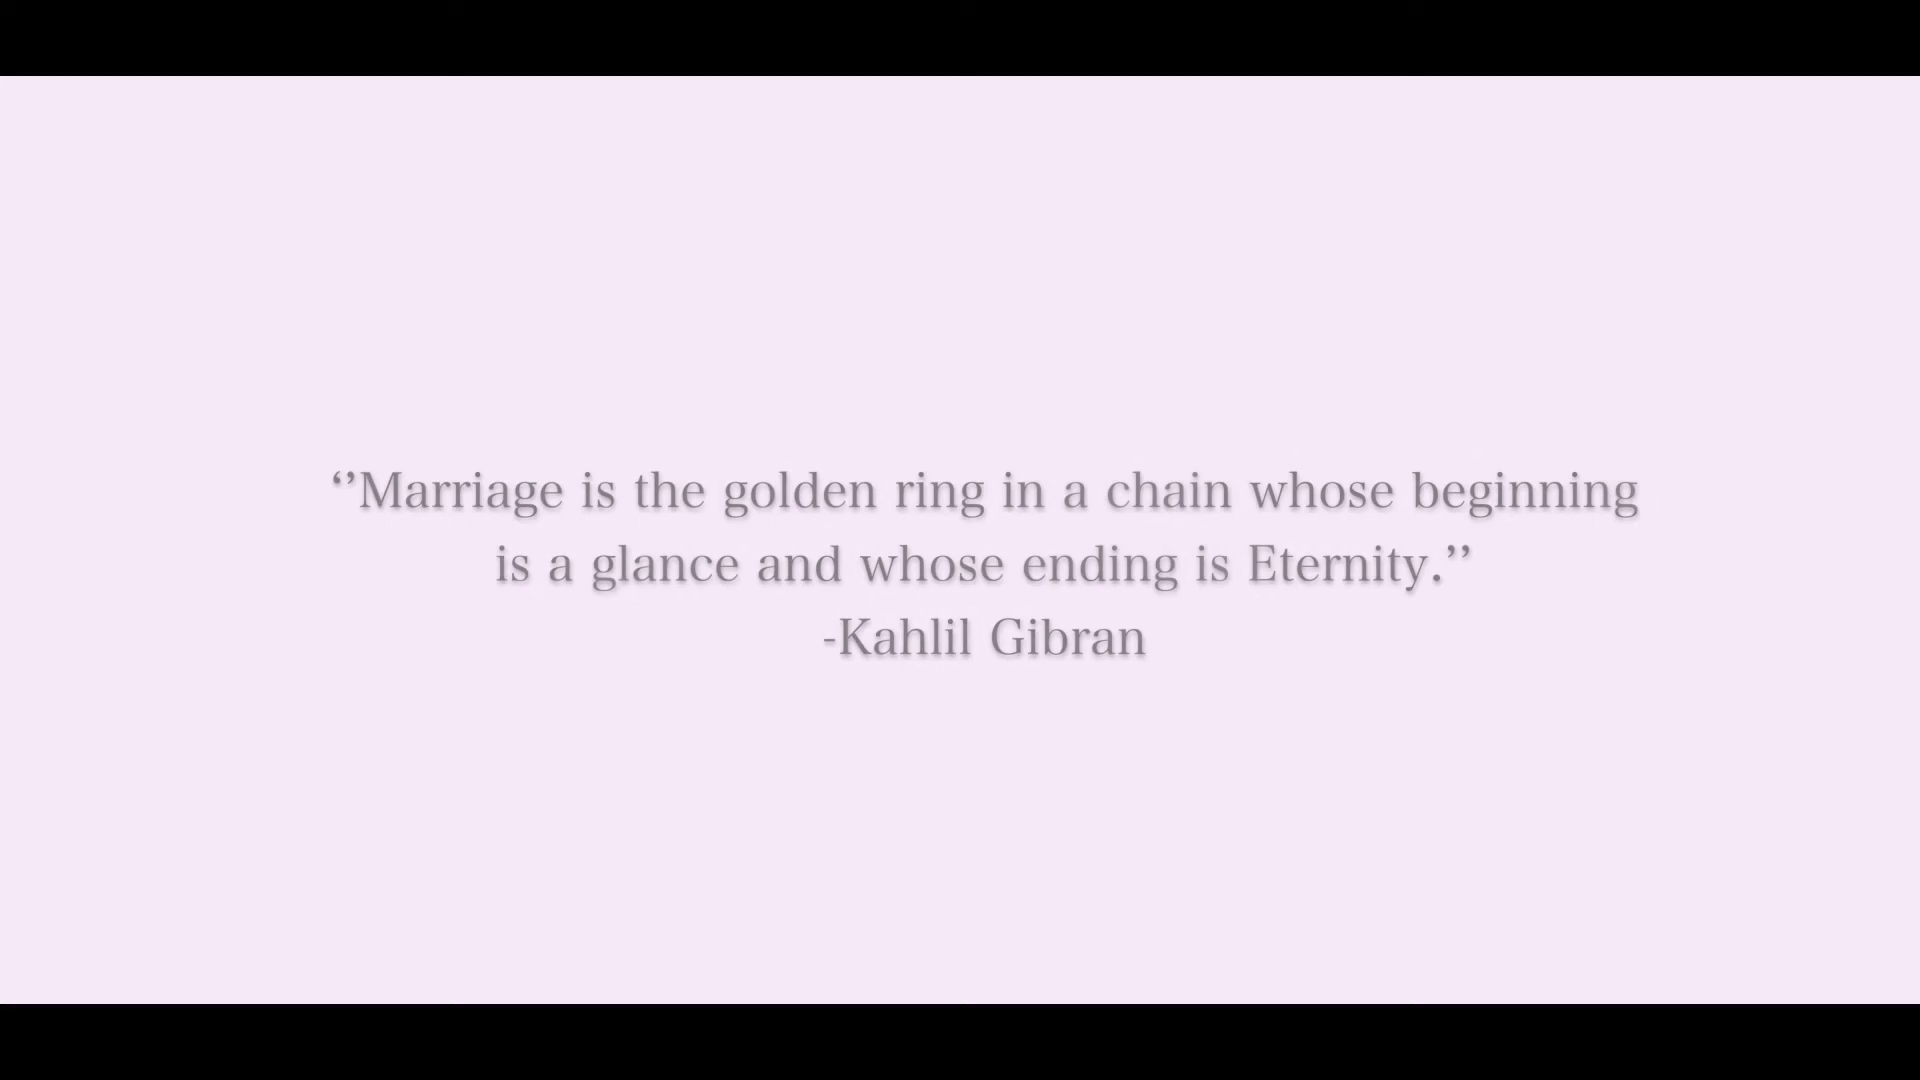 ‘’Marriage is the golden ring in a chain whose beginning
is a glance and whose ending is Eternity.’’
-Kahlil Gibran